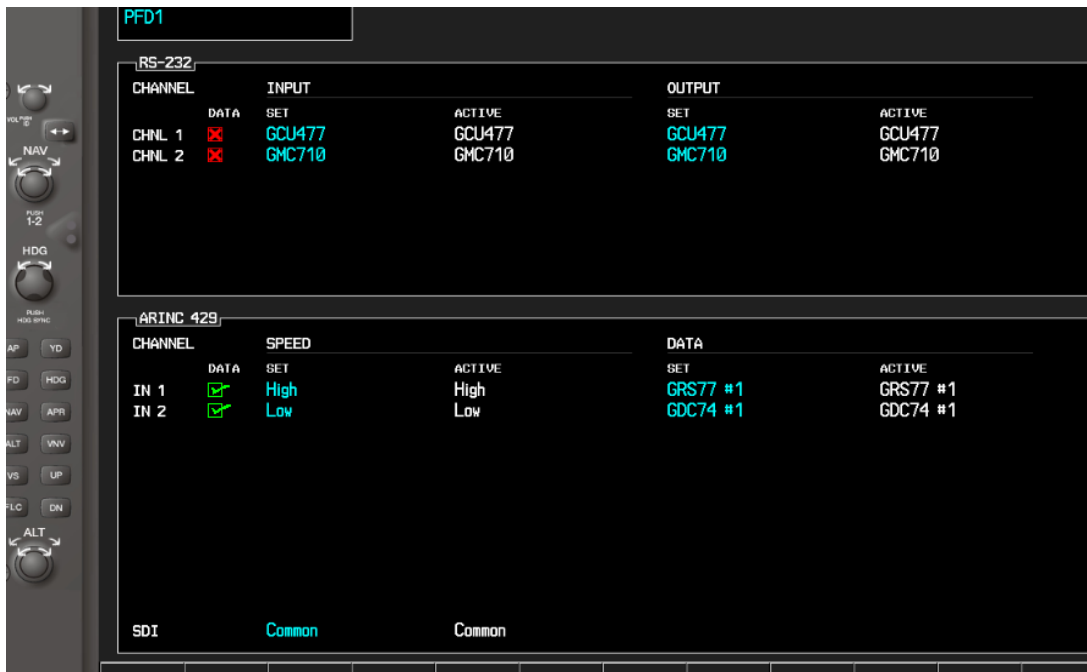 PFD1
RS-232
CHANNEL INPUT OUTPUT
DATA SET ACTIVE SET ACTIVE
CHNL 1 GCU477 GCU477 GCU477 GCU477
CHNL 2 GMC710 GMC710 GMC710 GMC710
VOL PUSH ID
NAV
PUSH
1-2
HDG
PUSH
HDG SYNC
ARINC 429
CHANNEL SPEED DATA
DATA SET ACTIVE SET ACTIVE
IN 1 High High GRS77 #1 GRS77 #1
IN 2 Low Low GDC74 #1 GDC74 #1
SDI Common Common
AP YD
FD HDG
NAV APR
ALT VNV
VS UP
FLC DN
ALT